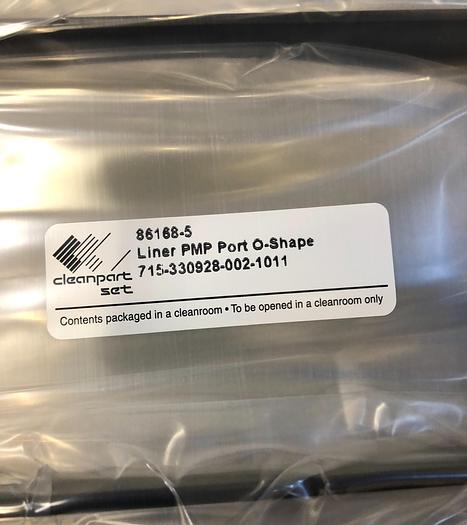 86168-5
Liner PMP Port O-Shape
715-330928-002-1011
cleanpart
set
Contents packaged in a cleanroom • To be opened in a cleanroom only